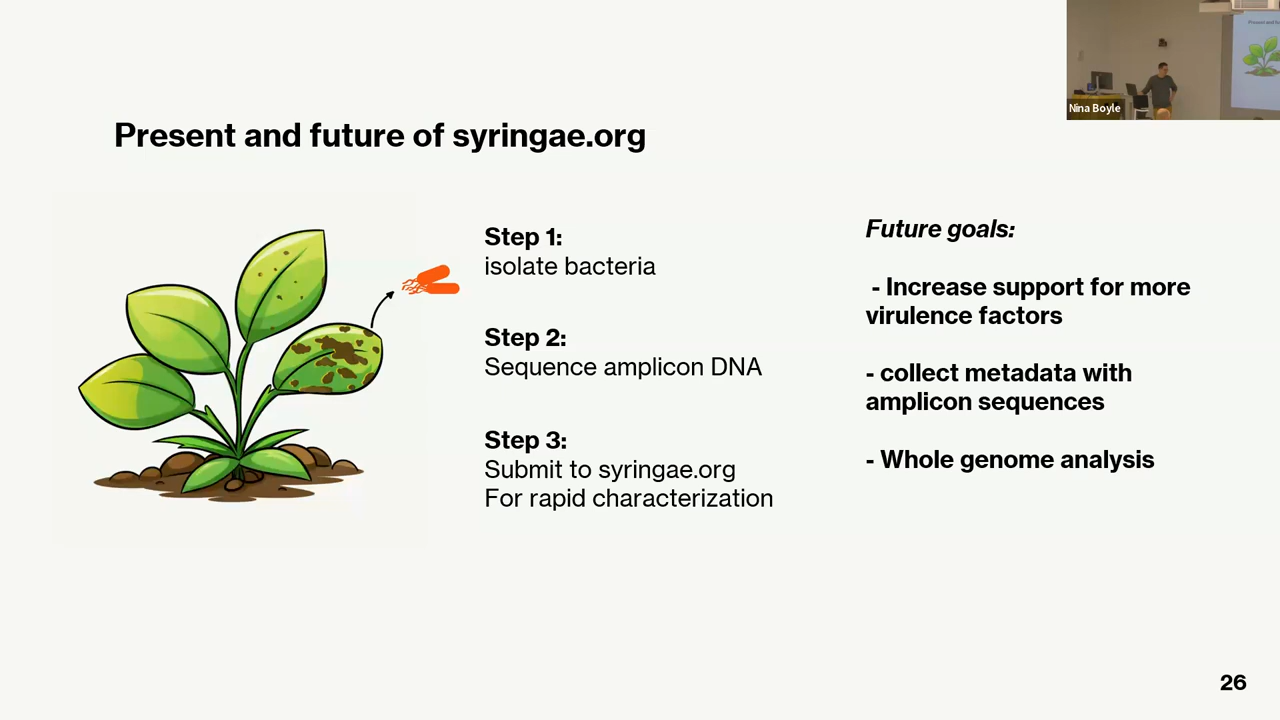 Nina Boyle
Present and future of syringae.org
Step 1:
isolate bacteria
Step 2:
Sequence amplicon DNA
Step 3:
Submit to syringae.org
For rapid characterization
Future goals:
- Increase support for more
virulence factors
- collect metadata with
amplicon sequences
- Whole genome analysis
26